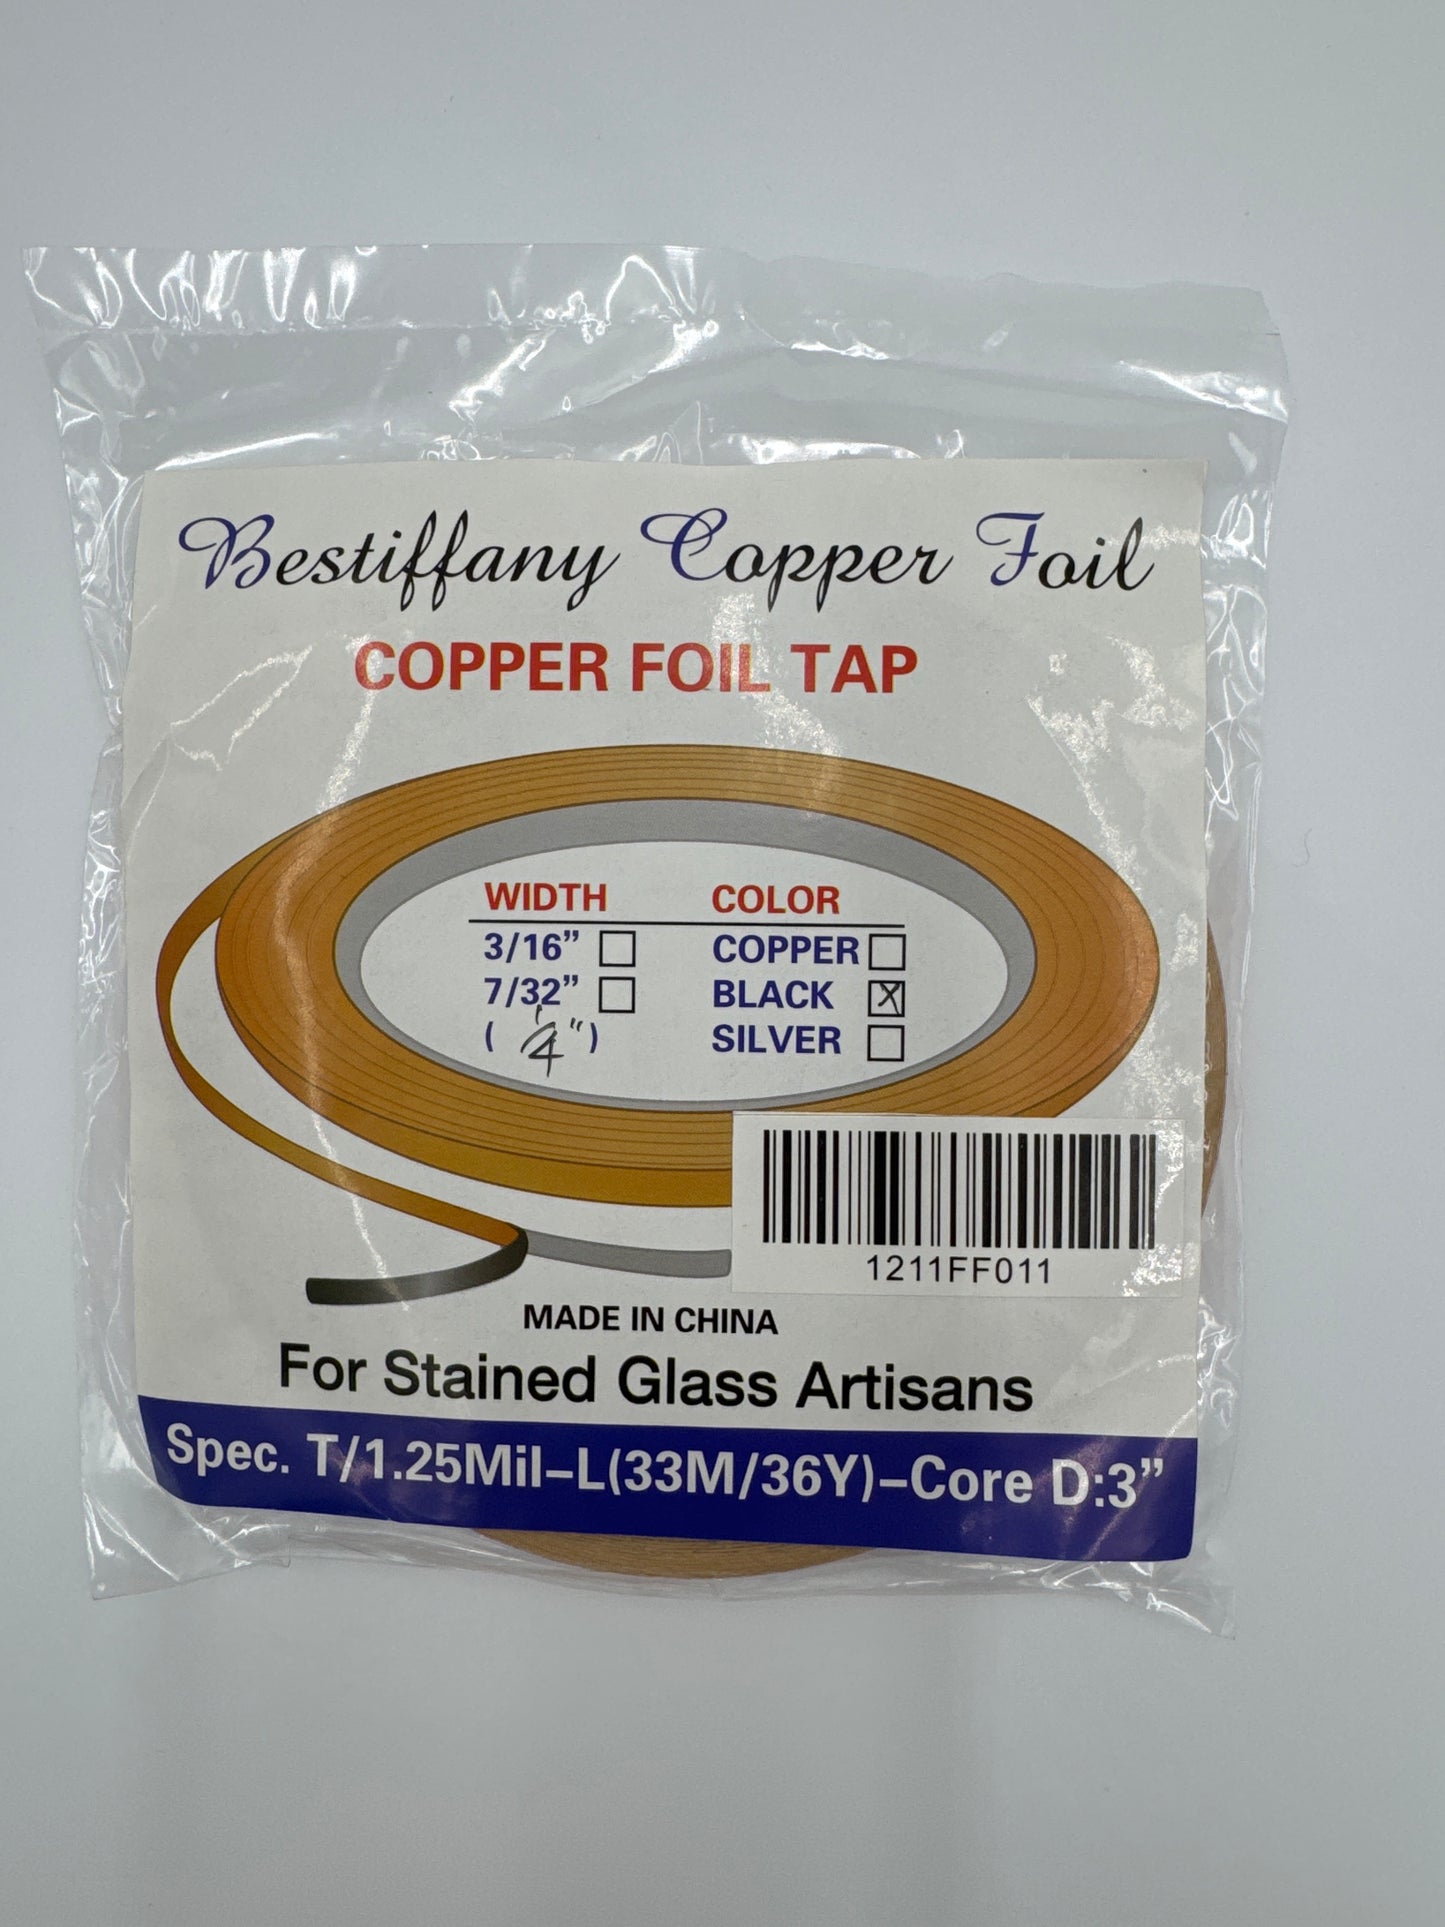 Bestiffany Copper Foil
COPPER FOIL TAP
WIDTH COLOR
3/16” COPPER
7/32” BLACK X
( 1/4" ) SILVER
1211FF011
MADE IN CHINA
For Stained Glass Artisans
Spec. T/1.25Mil–L(33M/36Y)–Core D:3”